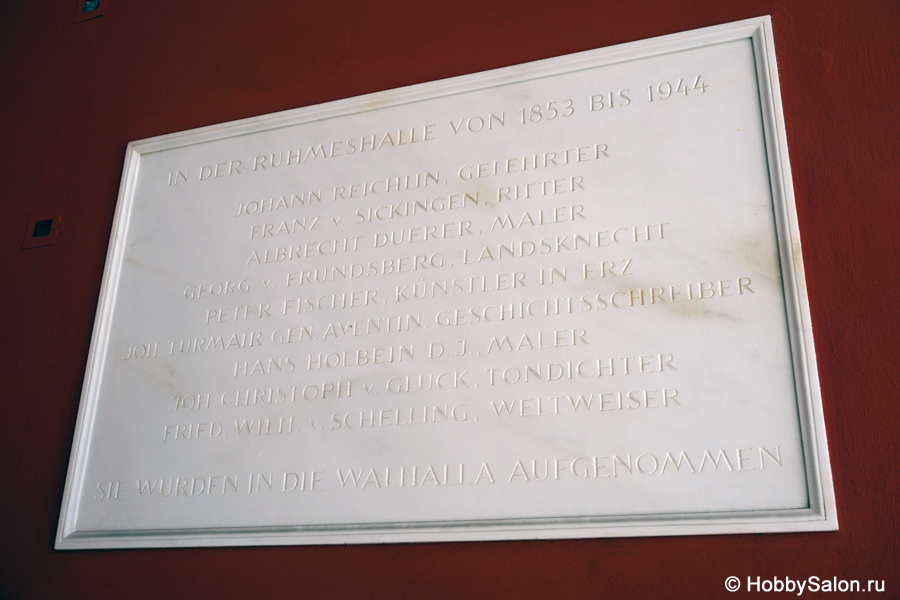 IN DER RUHMESHALLE VON 1853 BIS 1944
JOHANN REICHLIN, GELEHRTER
FRANZ v. SICKINGEN, RITTER
ALBRECHT DUERER, MALER
GEORG v. FRUNDSBERG, LANDSKNECHT
PETER FISCHER, KÜNSTLER IN ERZ
JOH. TURMAIR GEN. AVENTIN, GESCHICHTSSCHREIBER
HANS HOLBEIN D.J., MALER
JOH. CHRISTOPH v. GLUCK, TONDICHTER
FRIED. WILH. v. SCHELLING, WELTWEISER
SIE WURDEN IN DIE WALHALLA AUFGENOMMEN
© HobbySalon.ru